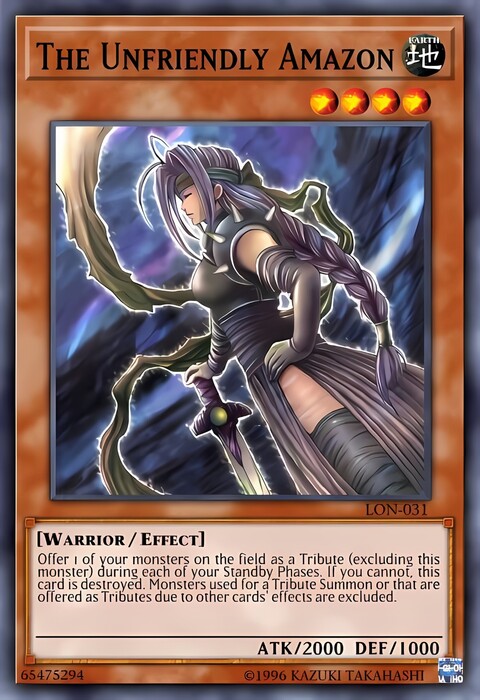 THE UNFRIENDLY AMAZON
EARTH
地
LON-031
[WARRIOR / EFFECT]
Offer 1 of your monsters on the field as a Tribute (excluding this
monster) during each of your Standby Phases. If you cannot, this
card is destroyed. Monsters used for a Tribute Summon or that are
offered as Tributes due to other cards' effects are excluded.
ATK/2000 DEF/1000
65475294
©1996 KAZUKI TAKAHASHI